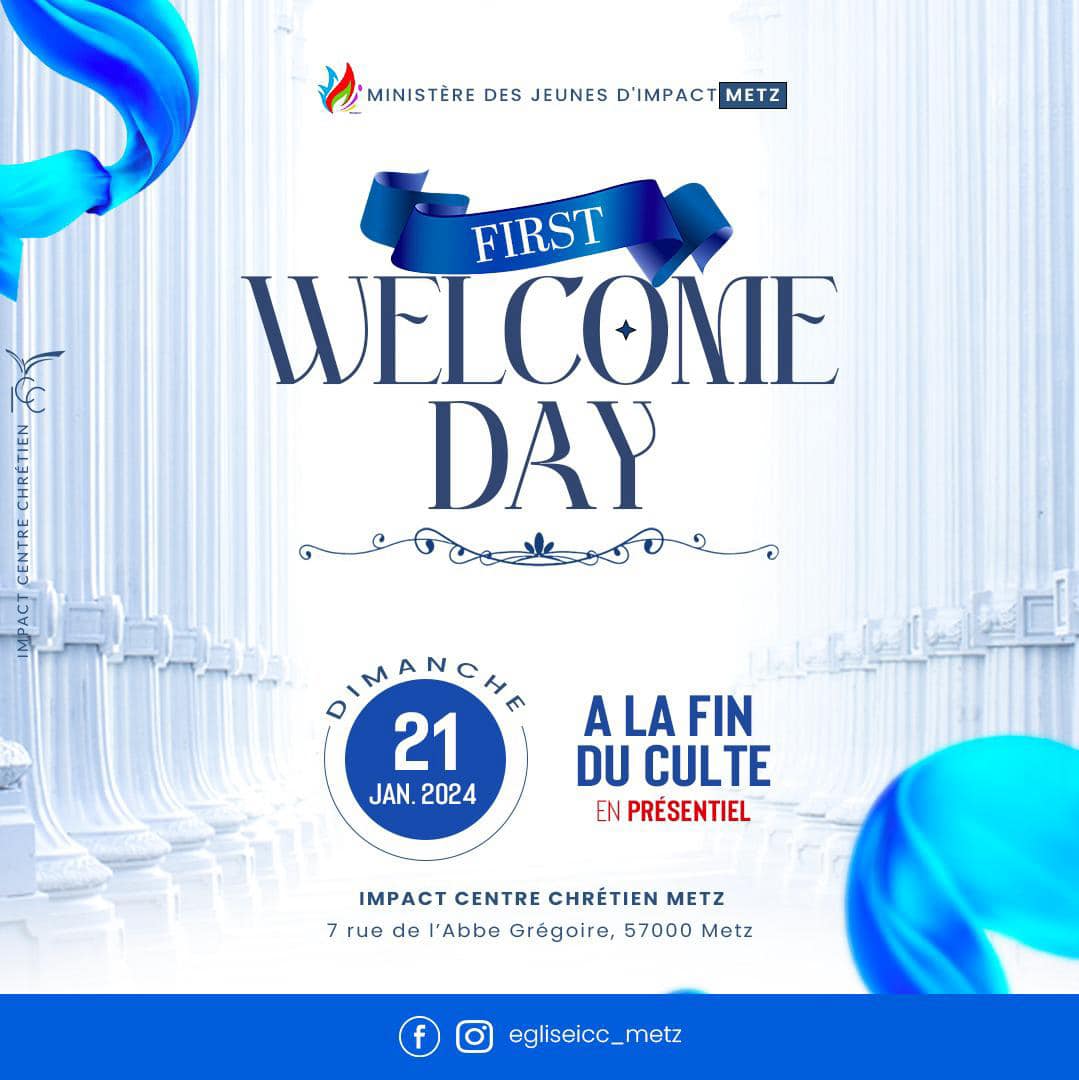 MINISTÈRE DES JEUNES D'IMPACT METZ
FIRST
WELCOME
DAY
ICC
IMPACT CENTRE CHRÉTIEN
DIMANCHE
21
JAN. 2024
A LA FIN
DU CULTE
EN PRÉSENTIEL
IMPACT CENTRE CHRÉTIEN METZ
7 rue de l’Abbe Grégoire, 57000 Metz
egliseicc_metz